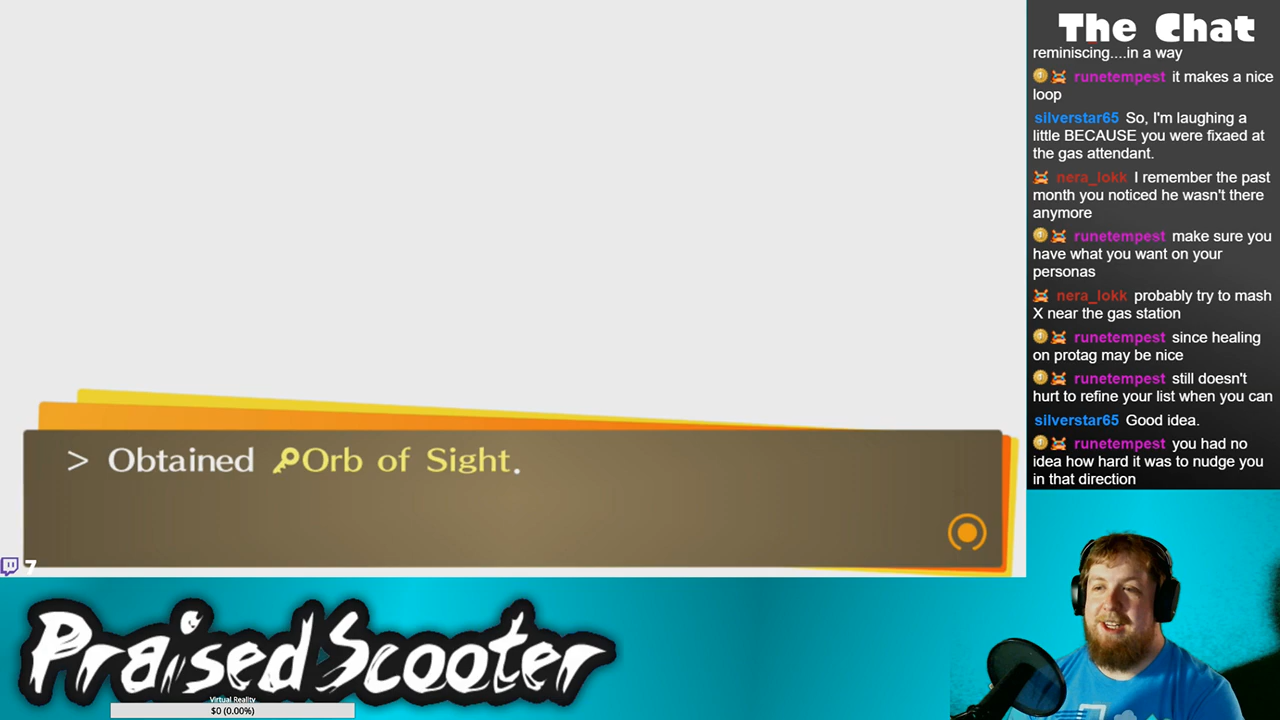 The Chat
reminiscing....in a way
runetempest it makes a nice
loop
silverstar65 So, I'm laughing a
little BECAUSE you were fixaed at
the gas attendant.
nera_lokk I remember the past
month you noticed he wasn't there
anymore
runetempest make sure you
have what you want on your
personas
nera_lokk probably try to mash
X near the gas station
runetempest since healing
on protag may be nice
runetempest still doesn't
hurt to refine your list when you can
silverstar65 Good idea.
runetempest you had no
idea how hard it was to nudge you
in that direction
> Obtained Orb of Sight.
7
PraisedScooter
Virtual Reality
$0 (0.00%)